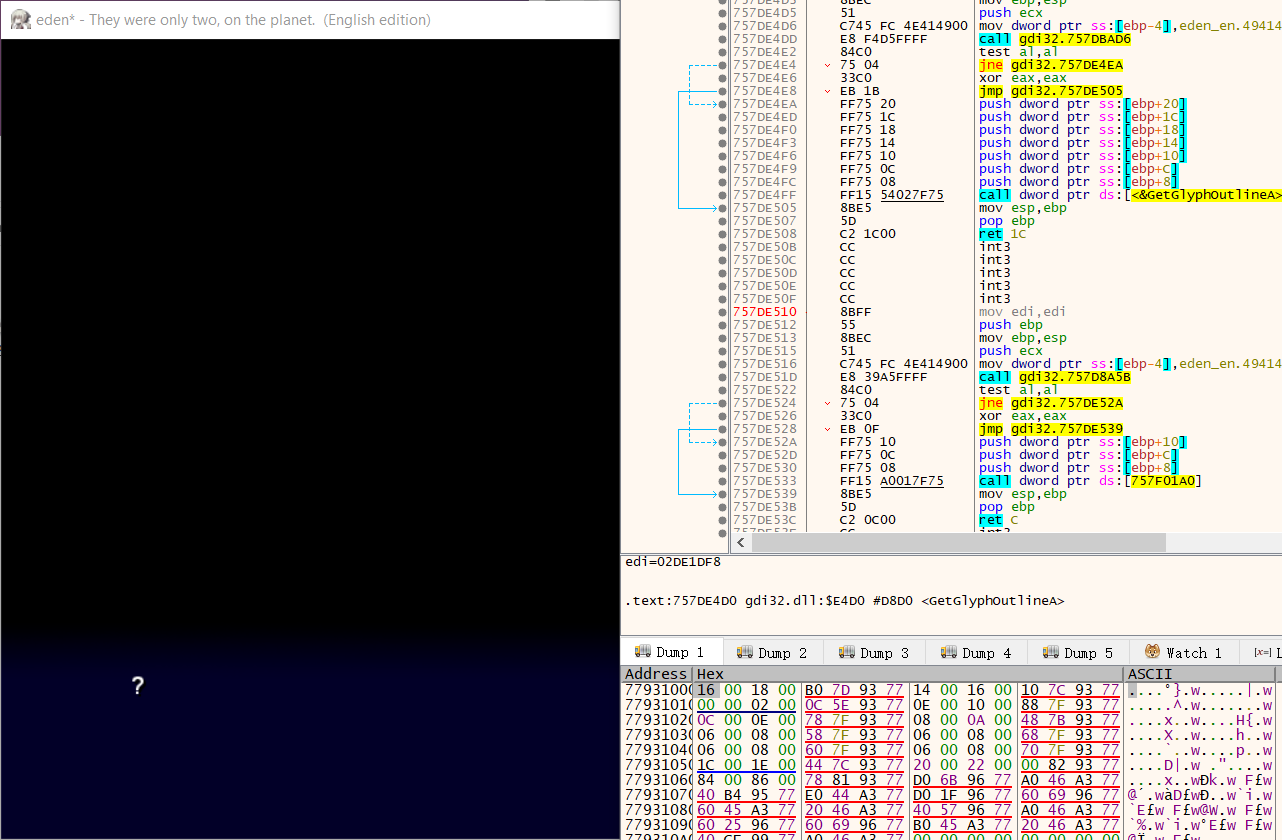 eden* - They were only two, on the planet. (English edition)
?
757DE4D5 8BEC mov ebp,esp
757DE4D5 51 push ecx
757DE4D6 C745 FC 4E414900 mov dword ptr ss:[ebp-4],eden_en.49414
757DE4DD E8 F4D5FFFF call gdi32.757DBAD6
757DE4E2 84C0 test al,al
757DE4E4 75 04 jne gdi32.757DE4EA
757DE4E6 33C0 xor eax,eax
757DE4E8 EB 1B jmp gdi32.757DE505
757DE4EA FF75 20 push dword ptr ss:[ebp+20]
757DE4ED FF75 1C push dword ptr ss:[ebp+1C]
757DE4F0 FF75 18 push dword ptr ss:[ebp+18]
757DE4F3 FF75 14 push dword ptr ss:[ebp+14]
757DE4F6 FF75 10 push dword ptr ss:[ebp+10]
757DE4F9 FF75 0C push dword ptr ss:[ebp+C]
757DE4FC FF75 08 push dword ptr ss:[ebp+8]
757DE4FF FF15 54027F75 call dword ptr ds:[<&GetGlyphOutlineA>
757DE505 8BE5 mov esp,ebp
757DE507 5D pop ebp
757DE508 C2 1C00 ret 1C
757DE50B CC int3
757DE50C CC int3
757DE50D CC int3
757DE50E CC int3
757DE50F CC int3
757DE510 8BFF mov edi,edi
757DE512 55 push ebp
757DE513 8BEC mov ebp,esp
757DE515 51 push ecx
757DE516 C745 FC 4E414900 mov dword ptr ss:[ebp-4],eden_en.49414
757DE51D E8 39A5FFFF call gdi32.757D8A5B
757DE522 84C0 test al,al
757DE524 75 04 jne gdi32.757DE52A
757DE526 33C0 xor eax,eax
757DE528 EB 0F jmp gdi32.757DE539
757DE52A FF75 10 push dword ptr ss:[ebp+10]
757DE52D FF75 0C push dword ptr ss:[ebp+C]
757DE530 FF75 08 push dword ptr ss:[ebp+8]
757DE533 FF15 A0017F75 call dword ptr ds:[757F01A0]
757DE539 8BE5 mov esp,ebp
757DE53B 5D pop ebp
757DE53C C2 0C00 ret C
edi=02DE1DF8
.text:757DE4D0 gdi32.dll:$E4D0 #D8D0 <GetGlyphOutlineA>
Dump 1 Dump 2 Dump 3 Dump 4 Dump 5 Watch 1 [x=] L
Address Hex ASCII
77931000 16 00 18 00 B0 7D 93 77 14 00 16 00 10 7C 93 77 ....°}.w.....|.w
77931010 00 00 02 00 0C 5E 93 77 0E 00 10 00 88 7F 93 77 .....^.w.......w
77931020 0C 00 0E 00 78 7F 93 77 08 00 0A 00 48 7B 93 77 ....x..w....H{.w
77931030 06 00 08 00 58 7F 93 77 06 00 08 00 68 7F 93 77 ....X..w....h..w
77931040 06 00 08 00 60 7F 93 77 06 00 08 00 70 7F 93 77 ....`..w....p..w
77931050 1C 00 1E 00 44 7C 93 77 20 00 22 00 00 82 93 77 ....D|.w ."....w
77931060 84 00 86 00 78 81 93 77 D0 6B 96 77 A0 46 A3 77 ....x..wÐk.w F£w
77931070 40 B4 95 77 E0 44 A3 77 D0 1F 96 77 60 69 96 77 @´.wàD£wÐ..w`i.w
77931080 60 45 A3 77 20 46 A3 77 40 57 96 77 A0 46 A3 77 `E£w F£w@W.w F£w
77931090 60 25 96 77 60 69 96 77 B0 45 A3 77 20 46 A3 77 `%.w`i.w°E£w F£w